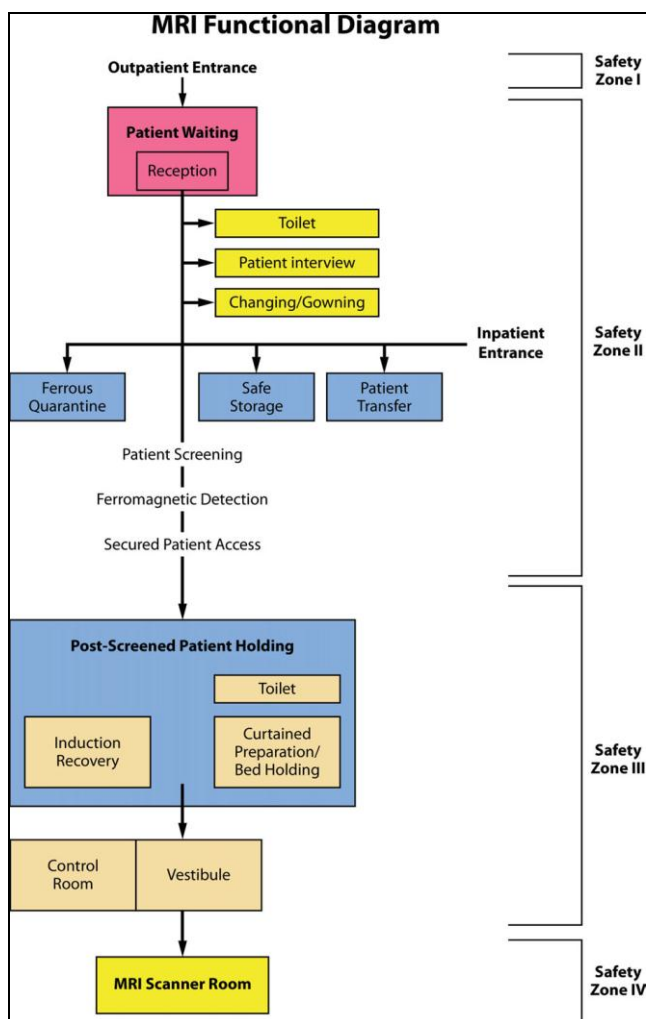 MRI Functional Diagram
Outpatient Entrance
Safety
Zone I
Patient Waiting
Reception
Toilet
Patient interview
Changing/Gowning
Inpatient
Entrance
Safety
Zone II
Ferrous
Quarantine
Safe
Storage
Patient
Transfer
Patient Screening
Ferromagnetic Detection
Secured Patient Access
Post-Screened Patient Holding
Toilet
Induction
Recovery
Curtained
Preparation/
Bed Holding
Safety
Zone III
Control
Room
Vestibule
MRI Scanner Room
Safety
Zone IV